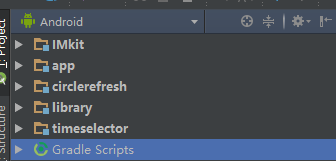 Android
1: Project
IMkit
app
circlerefresh
library
timeselector
Gradle Scripts
Structure